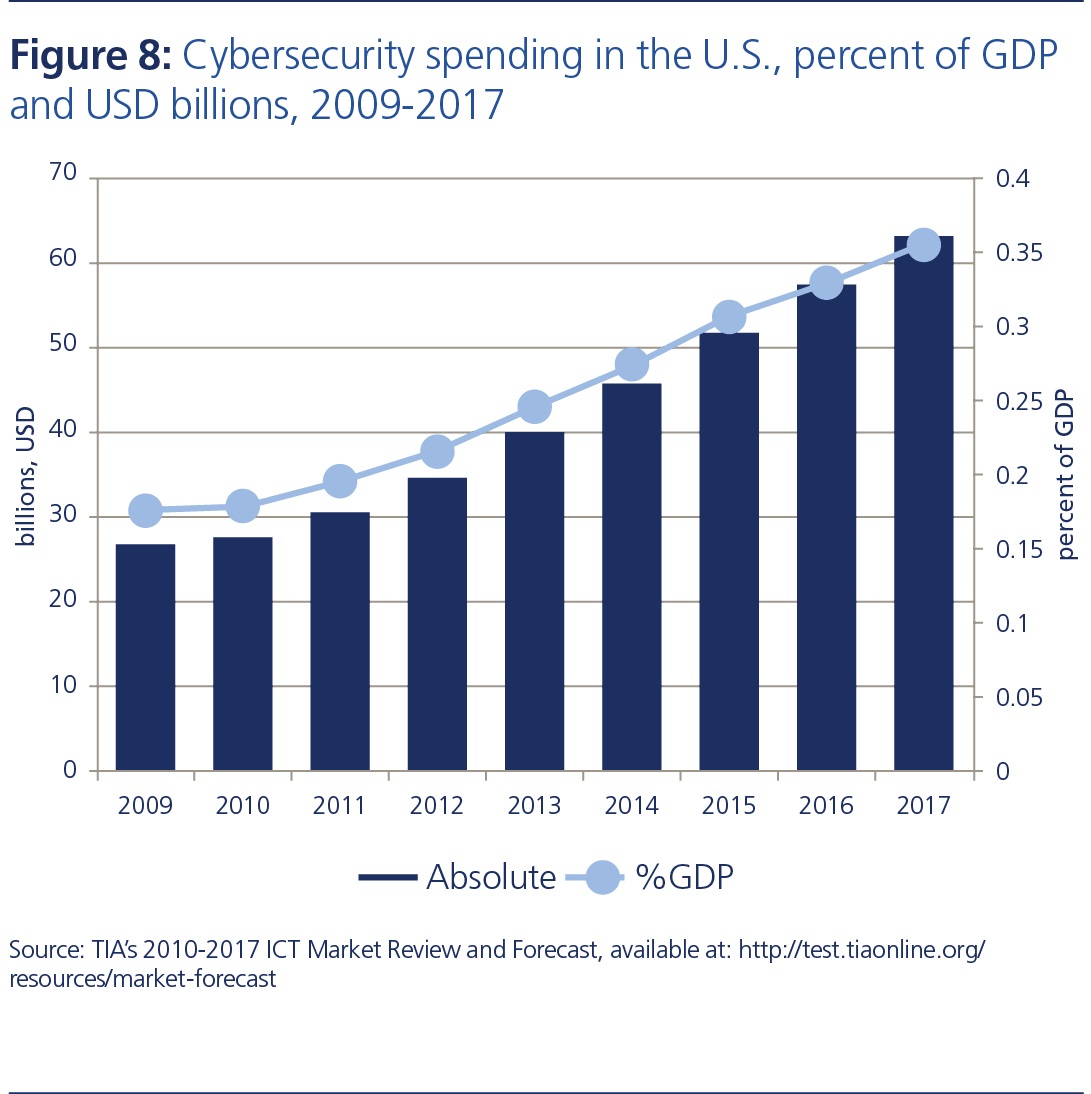 Figure 8: Cybersecurity spending in the U.S., percent of GDP
and USD billions, 2009-2017
70
60
50
40
30
20
10
0
billions, USD
0.4
0.35
0.3
0.25
0.2
0.15
0.1
0.05
0
percent of GDP
2009 2010 2011 2012 2013 2014 2015 2016 2017
Absolute %GDP
Source: TIA’s 2010-2017 ICT Market Review and Forecast, available at: http://test.tiaonline.org/
resources/market-forecast